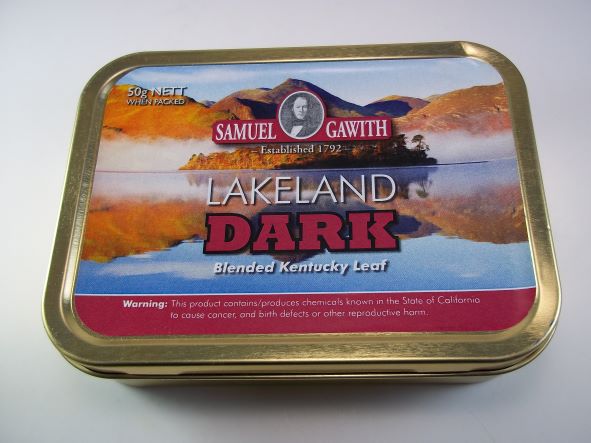 50g NETT
WHEN PACKED
SAMUEL GAWITH
Established 1792
LAKELAND
DARK
Blended Kentucky Leaf
Warning: This product contains/produces chemicals known in the State of California
to cause cancer, and birth defects or other reproductive harm.